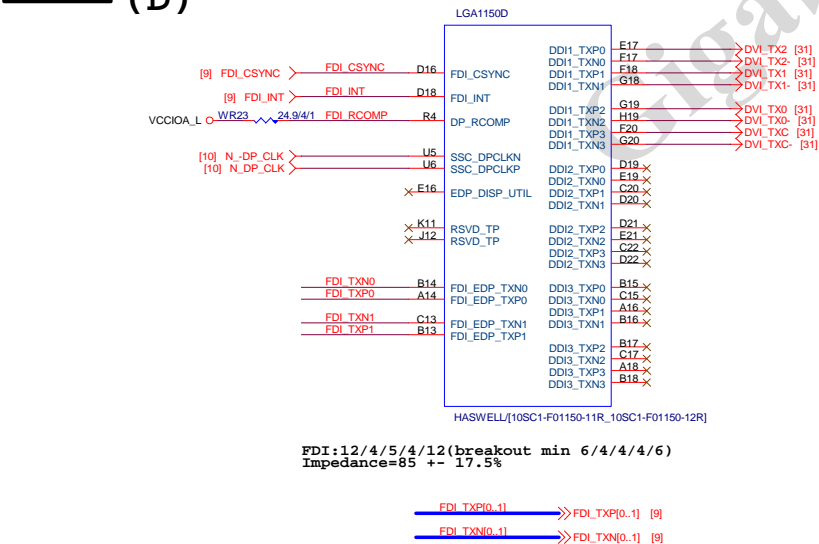 (D)
LGA1150D
[9] FDI_CSYNC FDI_CSYNC D16 FDI_CSYNC
[9] FDI_INT FDI_INT D18 FDI_INT
VCCIOA_L WR23 24.9/4/1 FDI_RCOMP R4 DP_RCOMP
[10] N_-DP_CLK U5 SSC_DPCLKN
[10] N_DP_CLK U6 SSC_DPCLKP
E16 EDP_DISP_UTIL
K11 RSVD_TP
J12 RSVD_TP
FDI_TXN0 B14 FDI_EDP_TXN0
FDI_TXP0 A14 FDI_EDP_TXP0
FDI_TXN1 C13 FDI_EDP_TXN1
FDI_TXP1 B13 FDI_EDP_TXP1
DDI1_TXP0 E17 DVI_TX2 [31]
DDI1_TXN0 F17 DVI_TX2- [31]
DDI1_TXP1 F18 DVI_TX1 [31]
DDI1_TXN1 G18 DVI_TX1- [31]
DDI1_TXP2 G19 DVI_TX0 [31]
DDI1_TXN2 H19 DVI_TX0- [31]
DDI1_TXP3 F20 DVI_TXC [31]
DDI1_TXN3 G20 DVI_TXC- [31]
DDI2_TXP0 D19
DDI2_TXN0 E19
DDI2_TXP1 C20
DDI2_TXN1 D20
DDI2_TXP2 D21
DDI2_TXN2 E21
DDI2_TXP3 C22
DDI2_TXN3 D22
DDI3_TXP0 B15
DDI3_TXN0 C15
DDI3_TXP1 A16
DDI3_TXN1 B16
DDI3_TXP2 B17
DDI3_TXN2 C17
DDI3_TXP3 A18
DDI3_TXN3 B18
HASWELL/[10SC1-F01150-11R_10SC1-F01150-12R]
FDI:12/4/5/4/12(breakout min 6/4/4/4/6)
Impedance=85 +- 17.5%
FDI_TXP[0..1] FDI_TXP[0..1] [9]
FDI_TXN[0..1] FDI_TXN[0..1] [9]